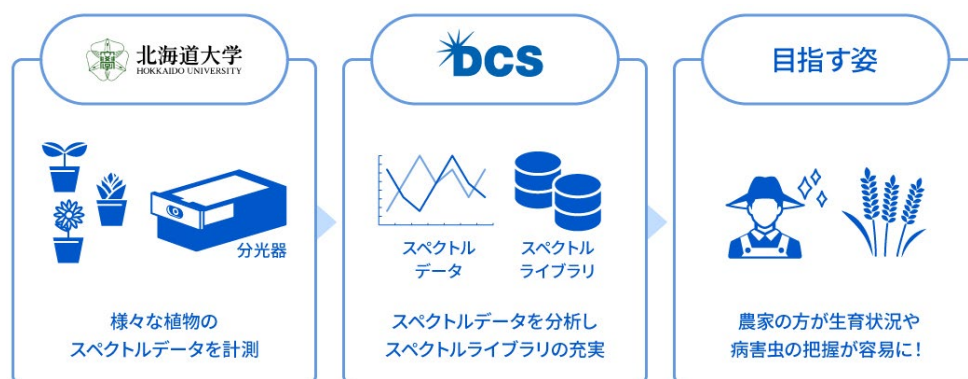 北海道大学
HOKKAIDO UNIVERSITY
分光器
様々な植物の
スペクトルデータを計測
DCS
スペクトル
データ
スペクトル
ライブラリ
スペクトルデータを分析し
スペクトルライブラリの充実
目指す姿
農家の方が生育状況や
病害虫の把握が容易に!